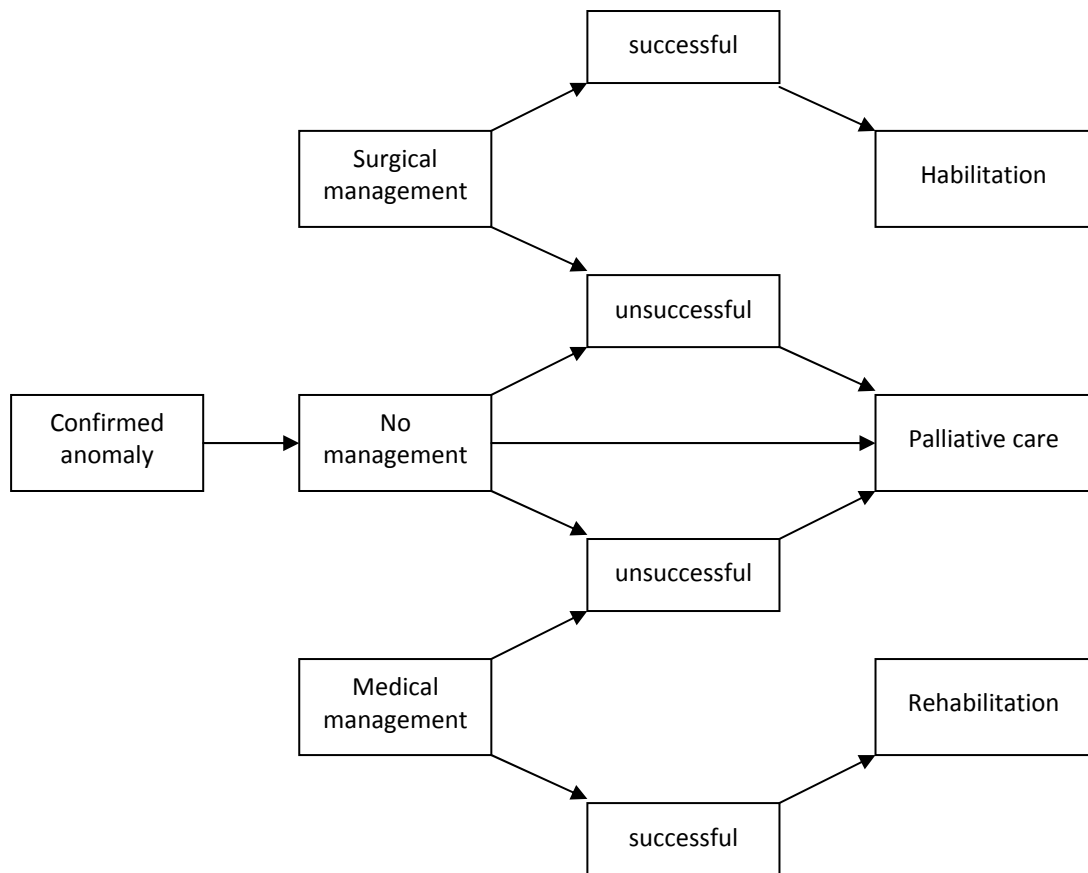 successful
Surgical
management
Habilitation
unsuccessful
Confirmed
anomaly
No
management
Palliative care
unsuccessful
Medical
management
Rehabilitation
successful